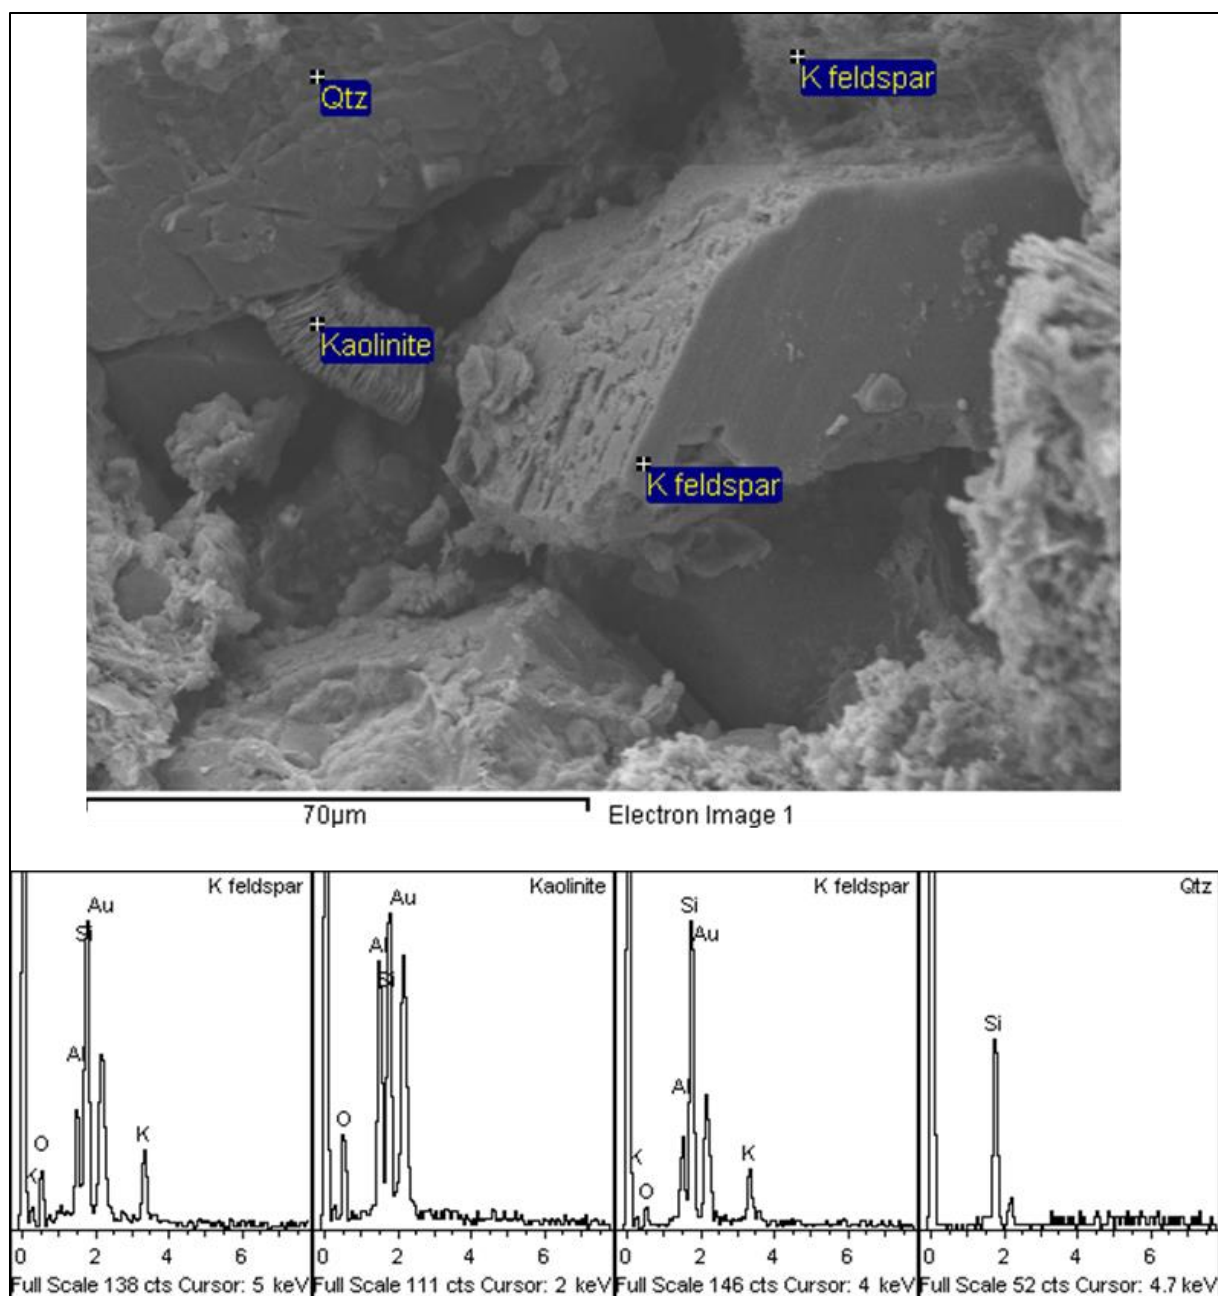 Qtz
K feldspar
Kaolinite
K feldspar
70µm
Electron Image 1
K feldspar
Au
Si
Al
O
K
K
0 2 4 6
Full Scale 138 cts Cursor: 5 keV
Kaolinite
Au
Al
Si
O
0 2 4 6
Full Scale 111 cts Cursor: 2 keV
K feldspar
Si
Au
Al
K
K
O
0 2 4 6
Full Scale 146 cts Cursor: 4 keV
Qtz
Si
0 2 4 6
Full Scale 52 cts Cursor: 4.7 keV